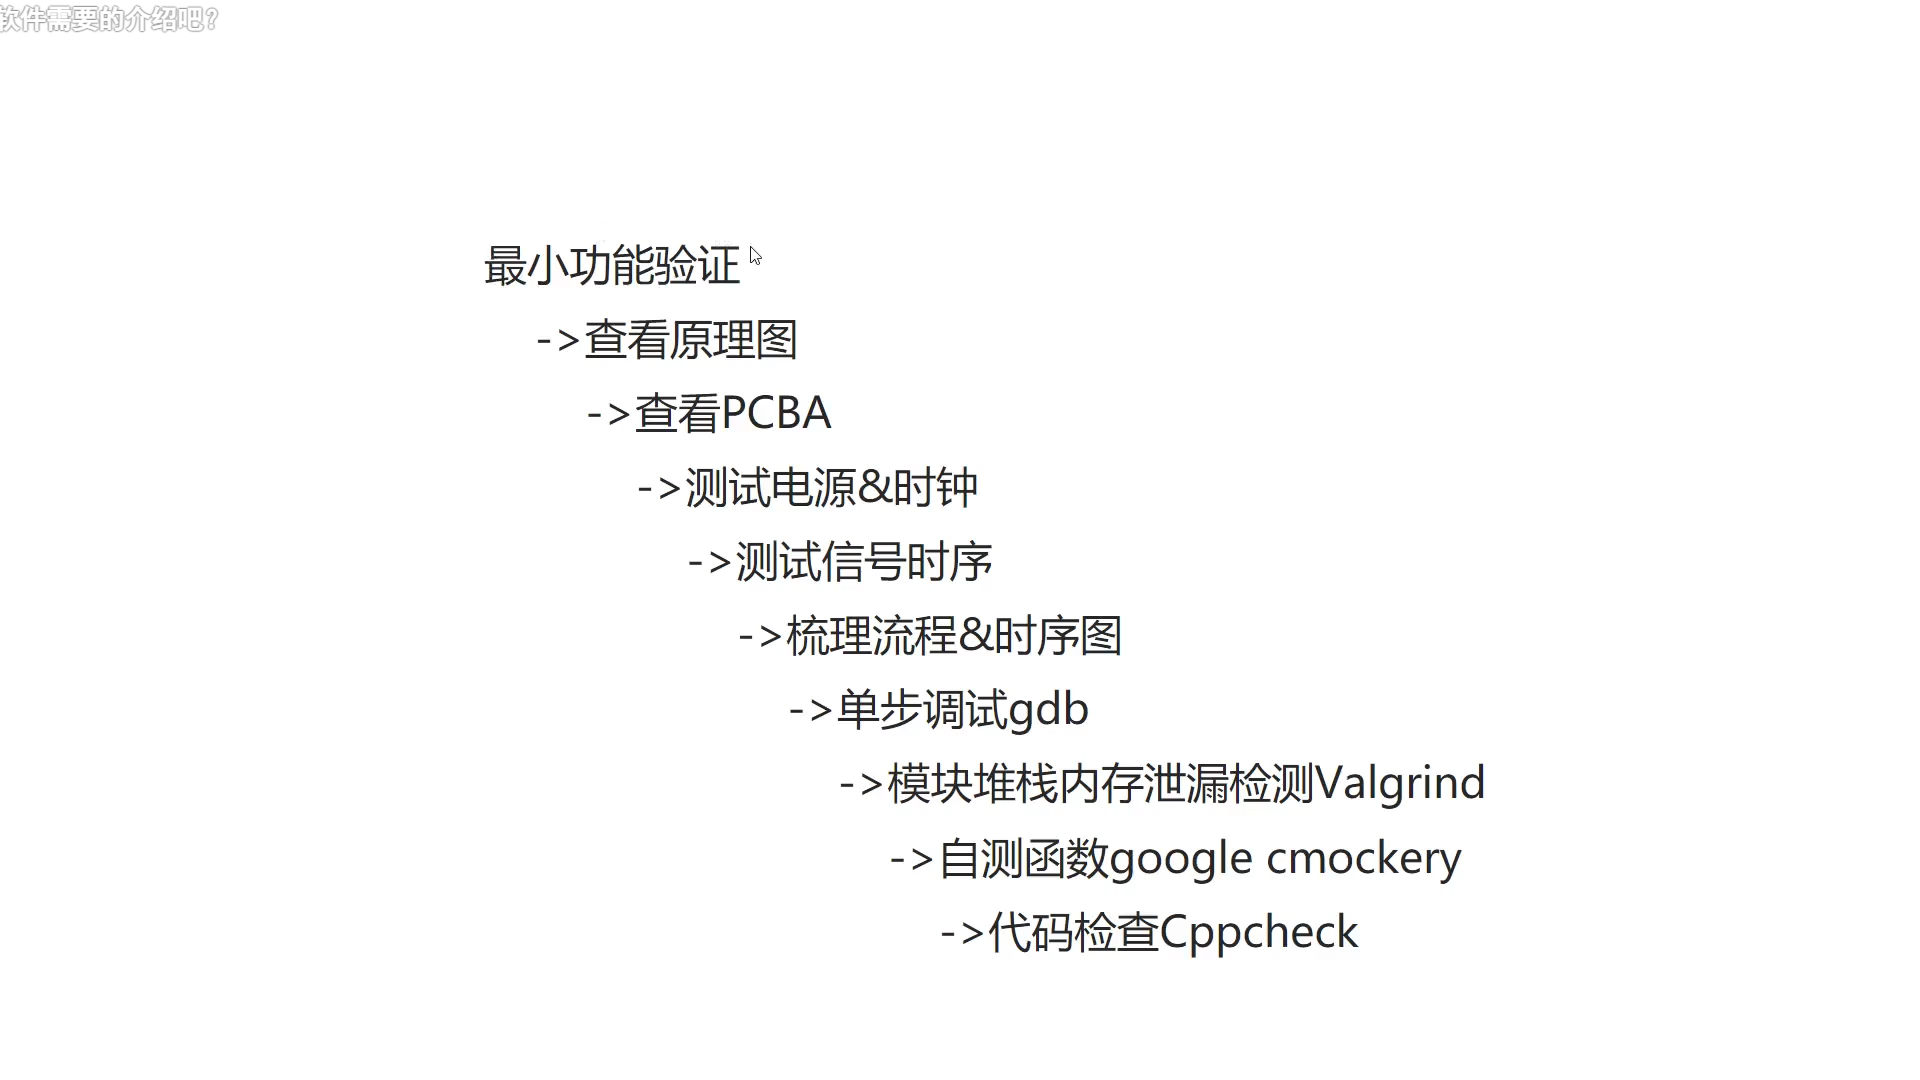 软件需要的介绍吧？
最小功能验证
->查看原理图
->查看PCBA
->测试电源&时钟
->测试信号时序
->梳理流程&时序图
->单步调试gdb
->模块堆栈内存泄漏检测Valgrind
->自测函数google cmockery
->代码检查Cppcheck